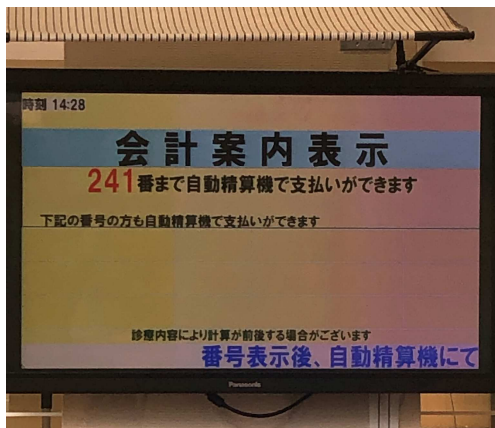 時刻 14:28
会計案内表示
241番まで自動精算機で支払いができます
下記の番号の方も自動精算機で支払いができます
診療内容により計算が前後する場合がございます
番号表示後、自動精算機にて
Panasonic